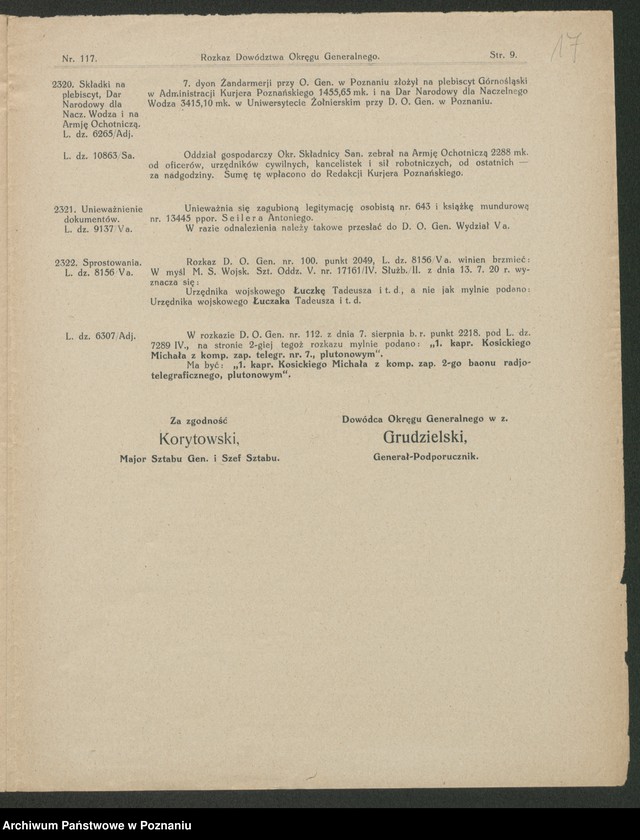 Nr. 117.
Rozkaz Dowództwa Okręgu Generalnego.
Str. 9.
17
2320. Składki na
plebiscyt, Dar
Narodowy dla
Nacz. Wodza i na
Armję Ochotniczą.
L. dz. 6265/Adj.
7. dyon Żandarmerji przy O. Gen. w Poznaniu złożył na plebiscyt Górnośląski
w Administracji Kurjera Poznańskiego 1455,65 mk. i na Dar Narodowy dla Naczelnego
Wodza 3415,10 mk. w Uniwersytecie Żołnierskim przy D. O. Gen. w Poznaniu.
L. dz. 10863/Sa.
Oddział gospodarczy Okr. Składnicy San. zebrał na Armję Ochotniczą 2288 mk.
od oficerów, urzędników cywilnych, kancelistek i sił robotniczych, od ostatnich —
za nadgodziny. Sumę tę wpłacono do Redakcji Kurjera Poznańskiego.
2321. Unieważnienie
dokumentów.
L. dz. 9137/Va.
Unieważnia się zagubioną legitymację osobistą nr. 643 i książkę mundurową
nr. 13445 ppor. Seilera Antoniego.
W razie odnalezienia należy takowe przesłać do D. O. Gen. Wydział Va.
2322. Sprostowania.
L. dz. 8156/Va.
Rozkaz D. O. Gen. nr. 100. punkt 2049, L. dz. 8156/Va. winien brzmieć:
W myśl M. S. Wojsk. Szt. Oddz. V. nr. 17161/IV. Służb./II. z dnia 13. 7. 20 r. wy-
znacza się:
Urzędnika wojskowego Łuczkę Tadeusza i t. d., a nie jak mylnie podano:
Urzędnika wojskowego Łuczaka Tadeusza i t. d.
L. dz. 6307/Adj.
W rozkazie D. O. Gen. nr. 112. z dnia 7. sierpnia b. r. punkt 2218. pod L. dz.
7289 IV., na stronie 2-giej tegoż rozkazu mylnie podano: „1. kapr. Kosickiego
Michała z komp. zap. telegr. nr. 7., plutonowym".
Ma być: „1. kapr. Kosickiego Michała z komp. zap. 2-go baonu radjo-
telegraficznego, plutonowym".
Za zgodność
Korytowski,
Major Sztabu Gen. i Szef Sztabu.
Dowódca Okręgu Generalnego w z.
Grudzielski,
Generał-Podporucznik.
Archiwum Państwowe w Poznaniu